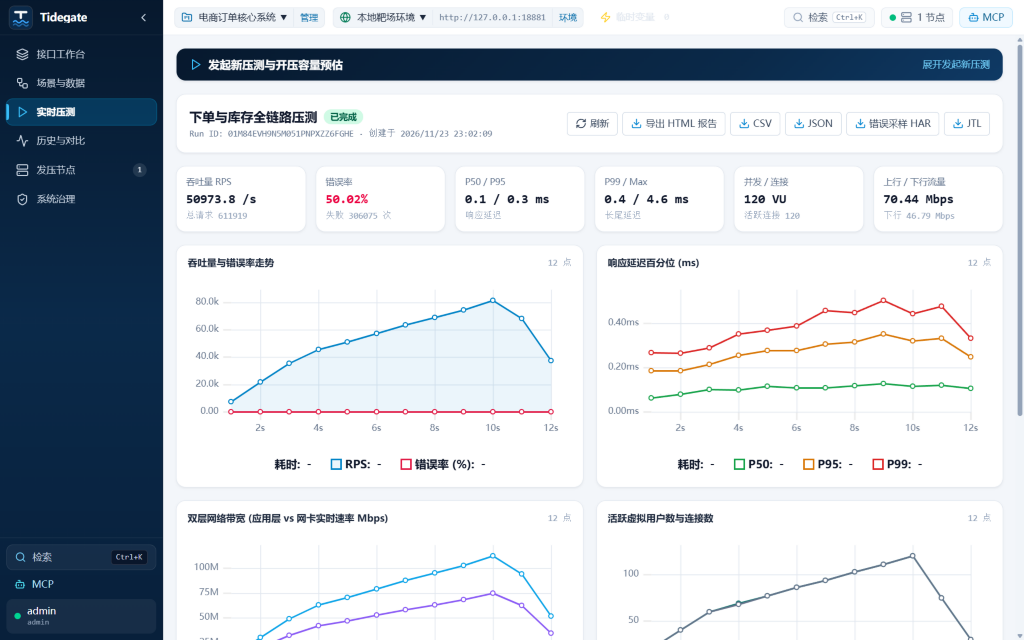 Tidegate
接口工作台
场景与数据
实时压测
历史与对比
发压节点 1
系统治理
检索 Ctrl+K
MCP
admin
admin
电商订单核心系统 ▼ 管理
本地靶场环境 ▼ http://127.0.0.1:18881 环境
临时变量
检索 Ctrl+K
1 节点
MCP
发起新压测与开压容量预估
展开发起新压测
下单与库存全链路压测 已完成
Run ID: 01M84EVH9N5M051PNPXZZ6FGHE · 创建于 2026/11/23 23:02:09
刷新
导出 HTML 报告
CSV
JSON
错误采样 HAR
JTL
吞吐量 RPS
50973.8 /s
总请求 611919
错误率
50.02%
失败 306075 次
P50 / P95
0.1 / 0.3 ms
响应延迟
P99 / Max
0.4 / 4.6 ms
长尾延迟
并发 / 连接
120 VU
活跃连接 120
上行 / 下行流量
70.44 Mbps
下行 46.79 Mbps
吞吐量与错误率走势 12 点
80.0k
60.0k
40.0k
20.0k
0.00
2s 4s 6s 8s 10s 12s
耗时: - RPS: - 错误率 (%): -
响应延迟百分位 (ms) 12 点
0.40ms
0.20ms
0.00ms
2s 4s 6s 8s 10s 12s
耗时: - P50: - P95: - P99: -
双层网络带宽 (应用层 vs 网卡实时速率 Mbps) 12 点
100M
75M
50M
25M
活跃虚拟用户数与连接数 12 点
100
50